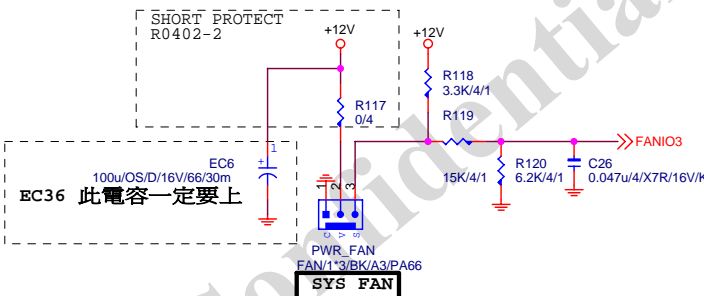 SHORT PROTECT
R0402-2
+12V
+12V
R118
3.3K/4/1
R117
0/4
R119
FANIO3
1
+
EC6
100u/OS/D/16V/66/30m
EC36 此電容一定要上
15K/4/1
R120
6.2K/4/1
C26
0.047u/4/X7R/16V/K
1
2
3
C
V
S
PWR_FAN
FAN/1*3/BK/A3/PA66
SYS FAN
Confidential